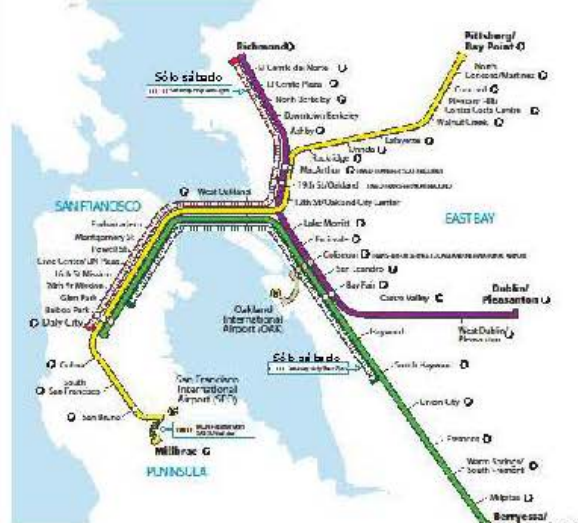 Richmond
Pittsburg/
Bay Point
El Cerrito del Norte
El Cerrito Plaza
North Berkeley
Downtown Berkeley
Ashby
Sólo sábado
North
Concord/Martinez
Concord
Pleasant Hill/
Contra Costa Centre
Walnut Creek
Lafayette
Orinda
Rockridge
MacArthur
19th St/Oakland
12th St/Oakland City Center
West Oakland
SAN FRANCISCO
EAST BAY
Embarcadero
Montgomery St
Powell St
Civic Center/UN Plaza
16th St Mission
24th St Mission
Glen Park
Balboa Park
Daly City
Lake Merritt
Fruitvale
Coliseum
San Leandro
Bay Fair
Castro Valley
Dublin/
Pleasanton
West Dublin/
Pleasanton
Oakland
International
Airport (OAK)
Hayward
Sólo sábado
South Hayward
Colma
South
San Francisco
San Bruno
San Francisco
International
Airport (SFO)
Millbrae
PENINSULA
Union City
Fremont
Warm Springs/
South Fremont
Milpitas
Berryessa/